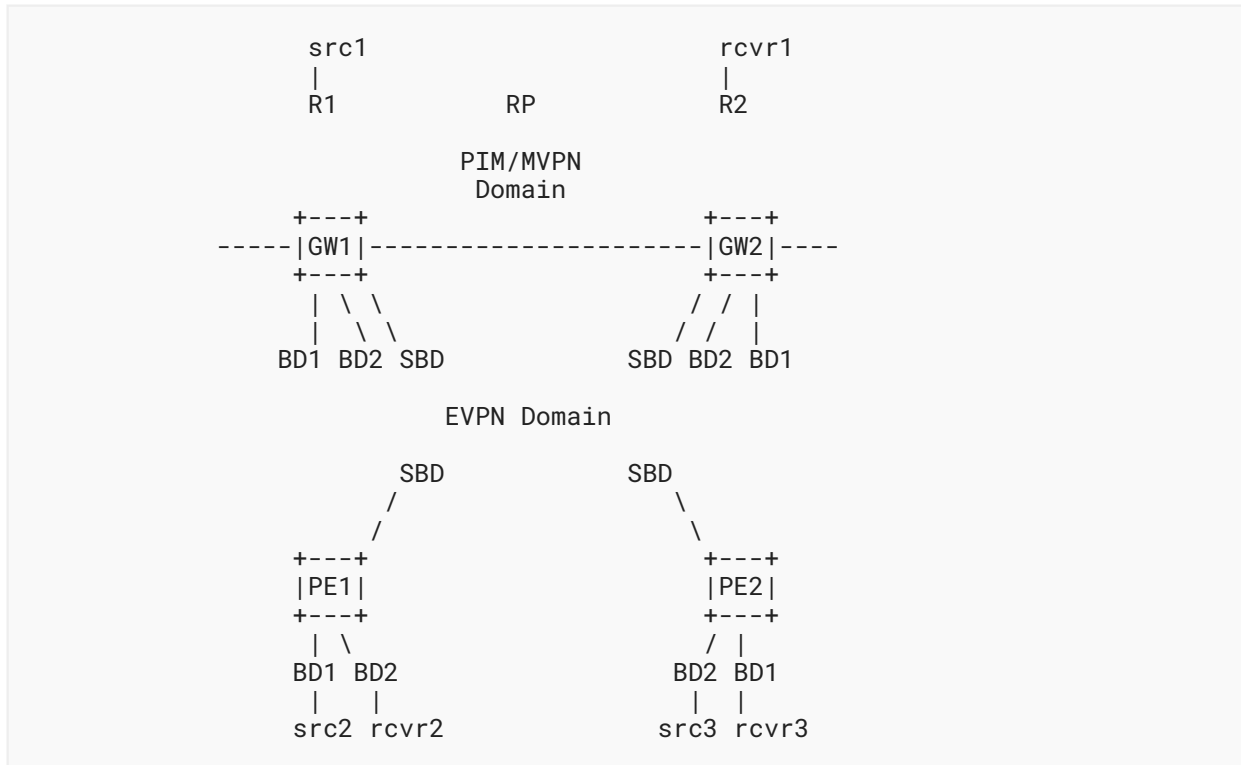 src1                       rcvr1
 |                           |
R1         RP         R2
PIM/MVPN
Domain
+---+                      +---+
-----|GW1|----------------------|GW2|----
+---+                      +---+
| \ \                     / / |
|  \ \                   / /  |
BD1 BD2 SBD            SBD BD2 BD1
EVPN Domain
SBD            SBD
/                  \
/                    \
+---+                      +---+
|PE1|                      |PE2|
+---+                      +---+
| \                      / |
BD1 BD2               BD2 BD1
|   |                    |  |
src2 rcvr2              src3 rcvr3